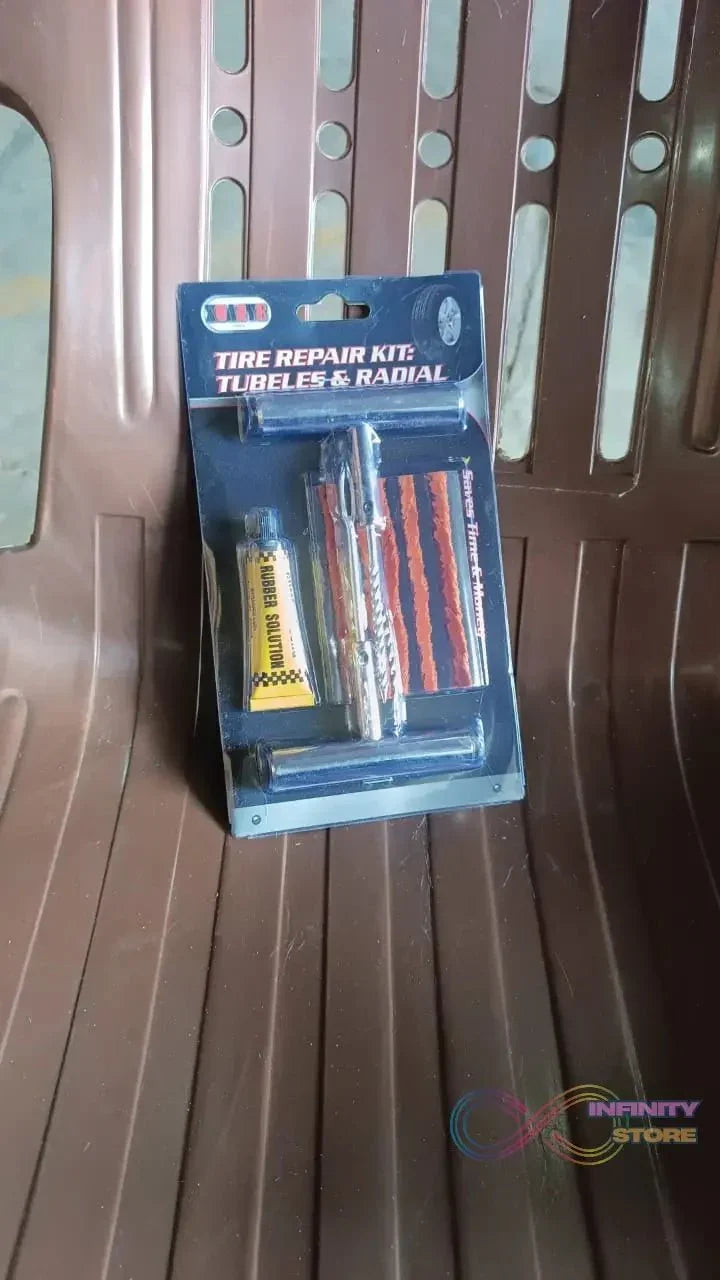 TIRE REPAIR KIT:
TUBELES & RADIAL
Saves Time & Money
RUBBER SOLUTION
INFINITY
STORE